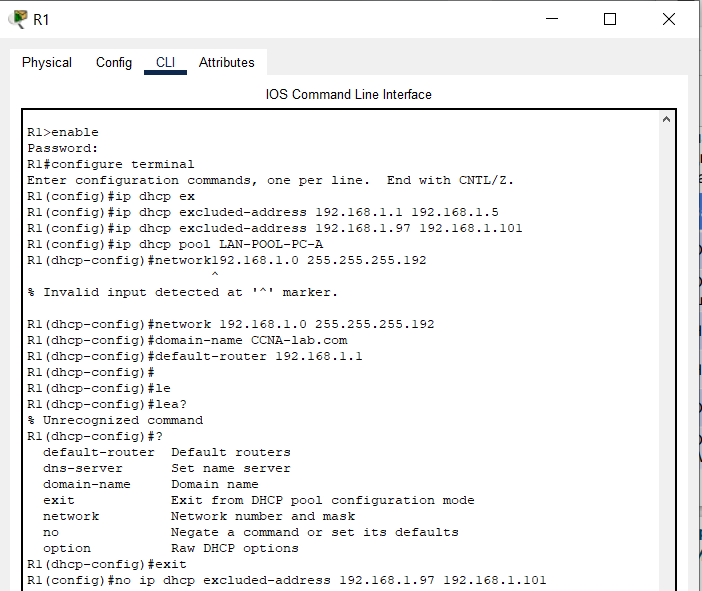 R1
Physical Config CLI Attributes
IOS Command Line Interface
R1>enable
Password:
R1#configure terminal
Enter configuration commands, one per line.  End with CNTL/Z.
R1(config)#ip dhcp ex
R1(config)#ip dhcp excluded-address 192.168.1.1 192.168.1.5
R1(config)#ip dhcp excluded-address 192.168.1.97 192.168.1.101
R1(config)#ip dhcp pool LAN-POOL-PC-A
R1(dhcp-config)#network192.168.1.0 255.255.255.192
^
% Invalid input detected at '^' marker.
R1(dhcp-config)#network 192.168.1.0 255.255.255.192
R1(dhcp-config)#domain-name CCNA-lab.com
R1(dhcp-config)#default-router 192.168.1.1
R1(dhcp-config)#
R1(dhcp-config)#le
R1(dhcp-config)#lea?
% Unrecognized command
R1(dhcp-config)#?
default-router  Default routers
dns-server      Set name server
domain-name     Domain name
exit            Exit from DHCP pool configuration mode
network         Network number and mask
no              Negate a command or set its defaults
option          Raw DHCP options
R1(dhcp-config)#exit
R1(config)#no ip dhcp excluded-address 192.168.1.97 192.168.1.101